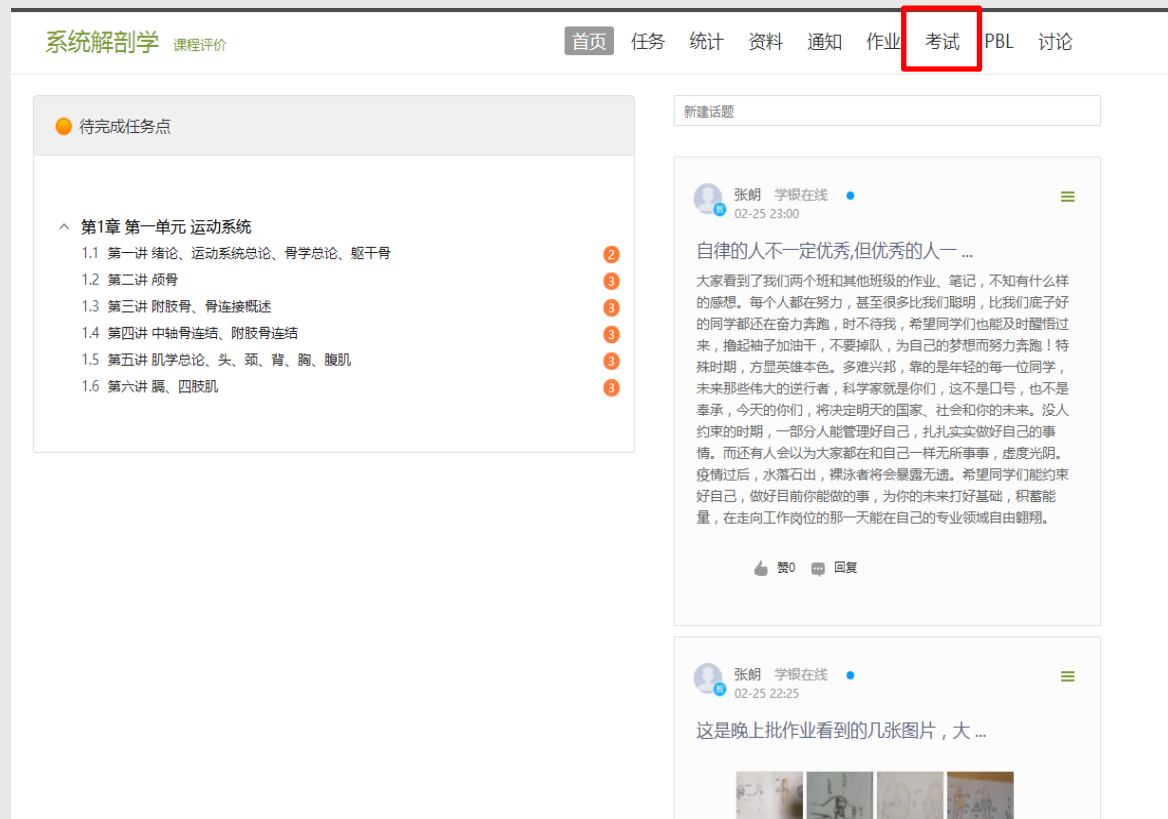 系统解剖学 课程评价
首页 任务 统计 资料 通知 作业 考试 PBL 讨论
待完成任务点
第1章 第一单元 运动系统
1.1 第一讲 绪论、运动系统总论、骨学总论、躯干骨 2
1.2 第二讲 颅骨 3
1.3 第三讲 附肢骨、骨连接概述 3
1.4 第四讲 中轴骨连结、附肢骨连结 3
1.5 第五讲 肌学总论、头、颈、背、胸、腹肌 3
1.6 第六讲 膈、四肢肌 3
新建话题
张朗 学银在线
教
02-25 23:00
自律的人不一定优秀,但优秀的人一 ...
大家看到了我们两个班和其他班级的作业、笔记，不知有什么样
的感想。每个人都在努力，甚至很多比我们聪明，比我们底子好
的同学都还在奋力奔跑，时不待我，希望同学们也能及时醒悟过
来，撸起袖子加油干，不要掉队，为自己的梦想而努力奔跑！特
殊时期，方显英雄本色。多难兴邦，靠的是年轻的每一位同学，
未来那些伟大的逆行者，科学家就是你们，这不是口号，也不是
奉承，今天的你们，将决定明天的国家、社会和你的未来。没人
约束的时期，一部分人能管理好自己，扎扎实实做好自己的事
情。而还有人会以为大家都在和自己一样无所事事，虚度光阴。
疫情过后，水落石出，裸泳者将会暴露无遗。希望同学们能约束
好自己，做好目前你能做的事，为你的未来打好基础，积蓄能
量，在走向工作岗位的那一天能在自己的专业领域自由翱翔。
赞0 回复
张朗 学银在线
教
02-25 22:25
这是晚上批作业看到的几张图片，大 ...